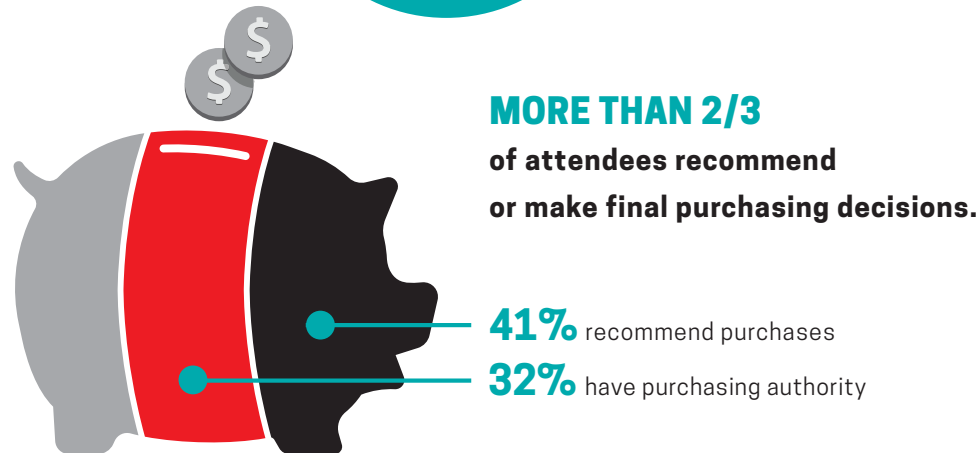 $
$
MORE THAN 2/3
of attendees recommend
or make final purchasing decisions.
41% recommend purchases
32% have purchasing authority